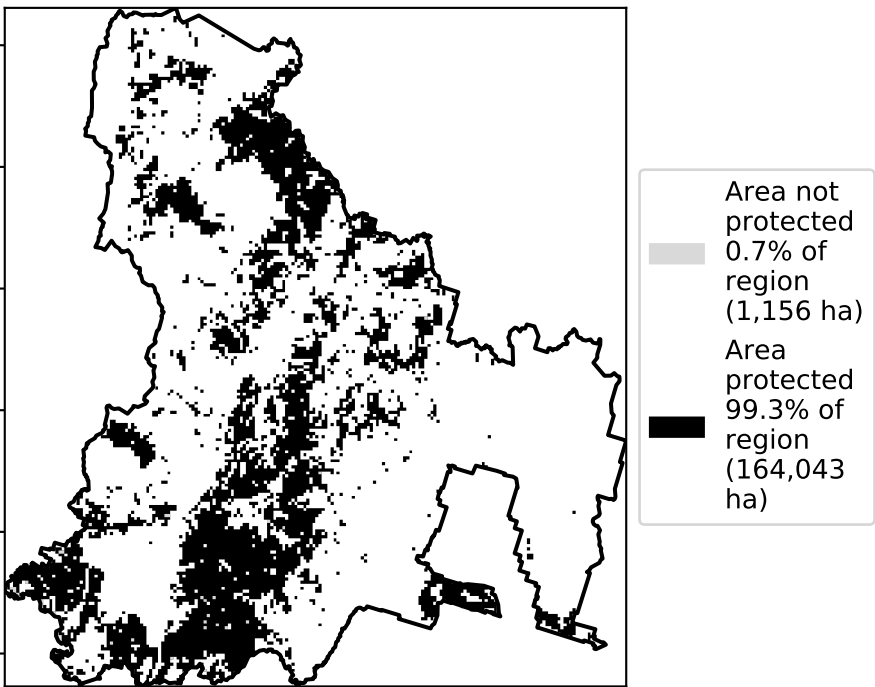 Area not
protected
0.7% of
region
(1,156 ha)
Area
protected
99.3% of
region
(164,043
ha)